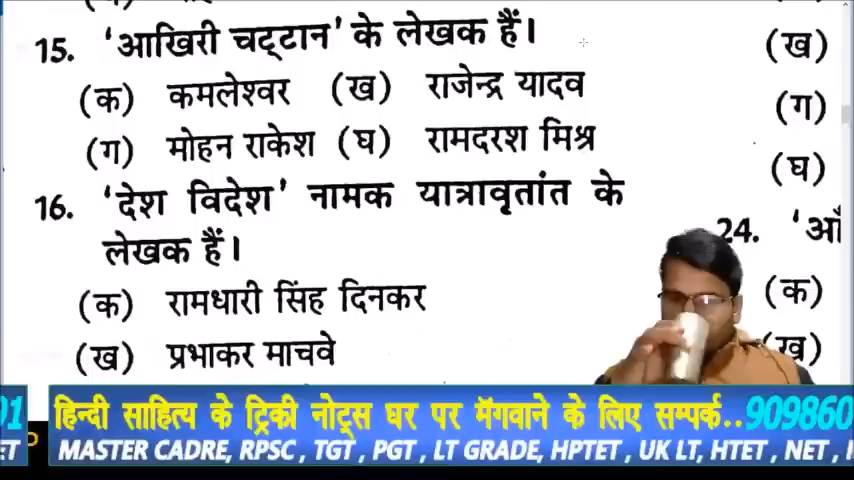 15. 'आखिरी चट्टान' के लेखक हैं।
(क) कमलेश्वर (ख) राजेन्द्र यादव
(ग) मोहन राकेश (घ) रामदरश मिश्र
16. 'देश विदेश' नामक यात्रावृतांत के
लेखक हैं।
(क) रामधारी सिंह दिनकर
(ख) प्रभाकर माचवे
(ख)
(ग)
(घ)
24.
(क)
(ख)
हिन्दी साहित्य के ट्रिकी नोट्स घर पर मॅगवाने के लिए सम्पर्क..909860
MASTER CADRE, RPSC, TGT, PGT, LT GRADE, HPTET, UK LT, HTET, NET,